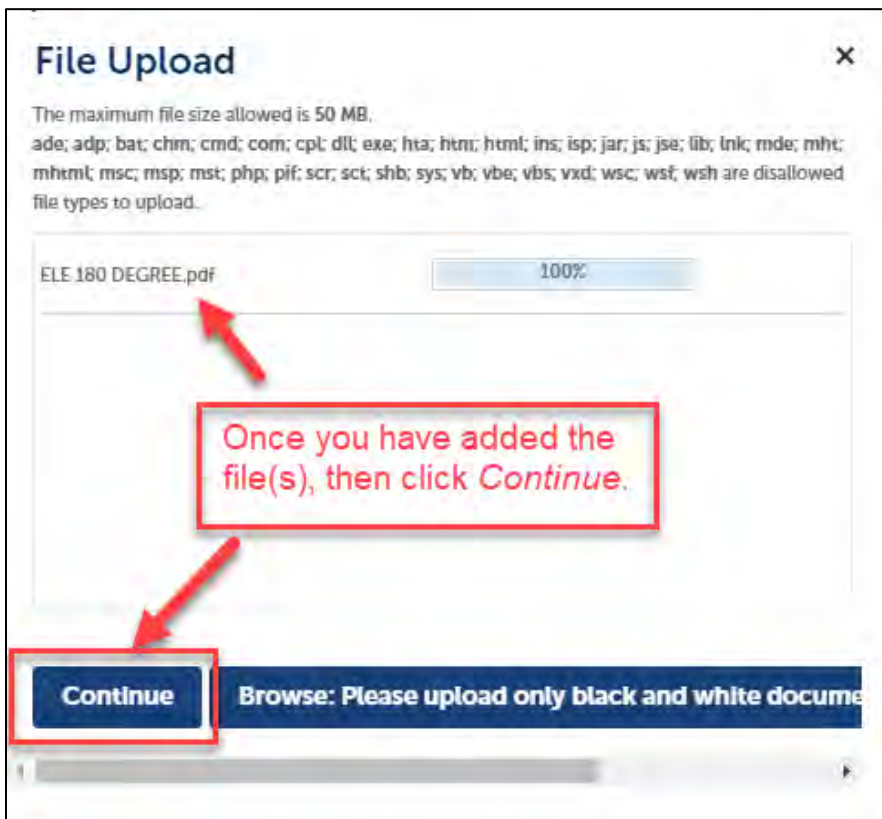 File Upload ×
The maximum file size allowed is 50 MB.
ade; adp; bat; chm; cmd; com; cpl; dll; exe; hta; htm; html; ins; isp; jar; js; jse; lib; lnk; mde; mht;
mhtml; msc; msp; mst; php; pif; scr; sct; shb; sys; vb; vbe; vbs; vxd; wsc; wsf; wsh are disallowed
file types to upload.
ELE 180 DEGREE.pdf 100%
Once you have added the
file(s), then click Continue.
Continue Browse: Please upload only black and white docume